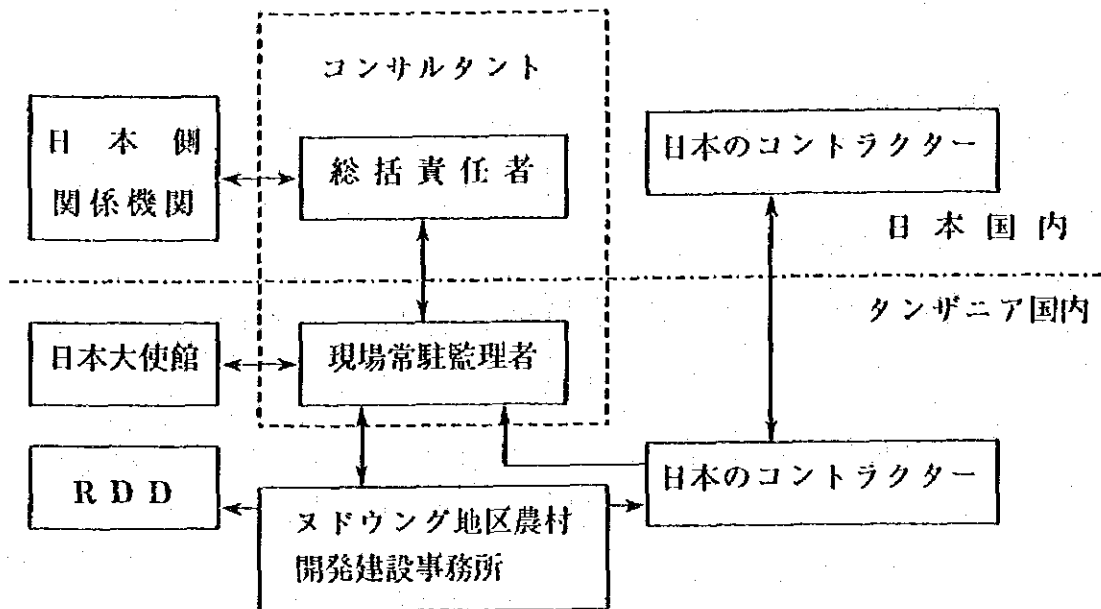 コンサルタント
日本側
関係機関
総括責任者
日本のコントラクター
日本国内
タンザニア国内
日本大使館
現場常駐監理者
RDD
日本のコントラクター
ヌドウング地区農村
開発建設事務所